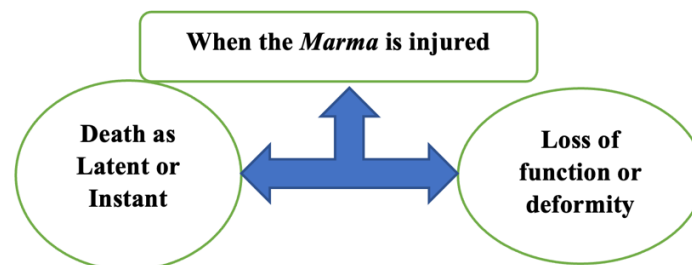 When the Marma is injured
Death as
Latent or
Instant
Loss of
function or
deformity